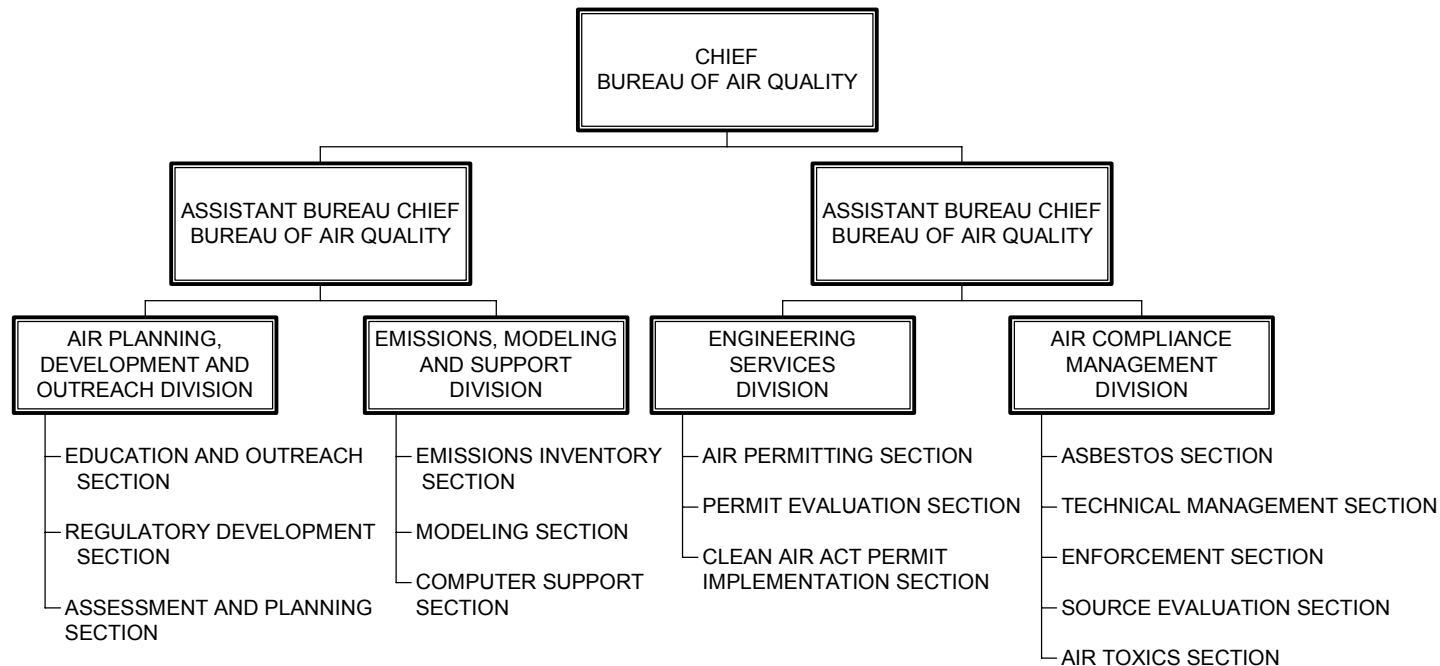 CHIEF
BUREAU OF AIR QUALITY
ASSISTANT BUREAU CHIEF
BUREAU OF AIR QUALITY
ASSISTANT BUREAU CHIEF
BUREAU OF AIR QUALITY
AIR PLANNING,
DEVELOPMENT AND
OUTREACH DIVISION
EDUCATION AND OUTREACH
SECTION
REGULATORY DEVELOPMENT
SECTION
ASSESSMENT AND PLANNING
SECTION
EMISSIONS, MODELING
AND SUPPORT
DIVISION
EMISSIONS INVENTORY
SECTION
MODELING SECTION
COMPUTER SUPPORT
SECTION
ENGINEERING
SERVICES
DIVISION
AIR PERMITTING SECTION
PERMIT EVALUATION SECTION
CLEAN AIR ACT PERMIT
IMPLEMENTATION SECTION
AIR COMPLIANCE
MANAGEMENT
DIVISION
ASBESTOS SECTION
TECHNICAL MANAGEMENT SECTION
ENFORCEMENT SECTION
SOURCE EVALUATION SECTION
AIR TOXICS SECTION